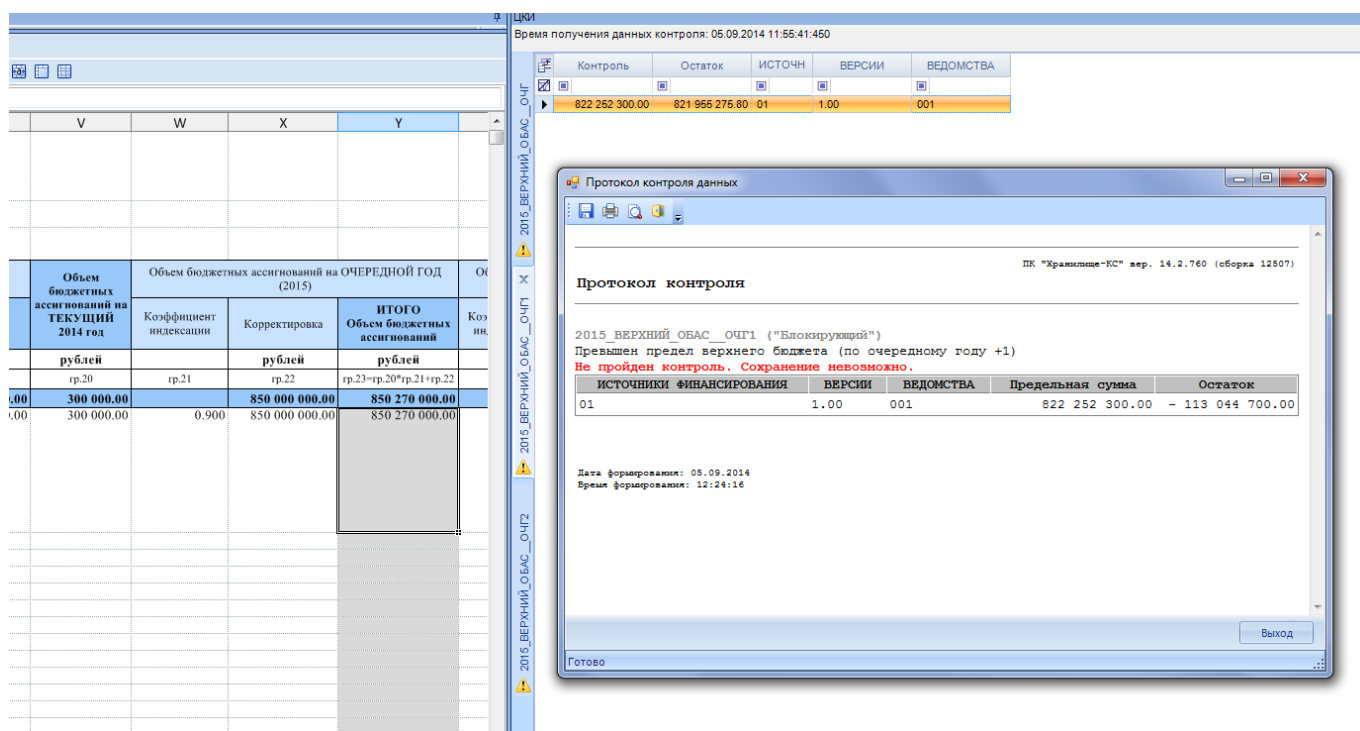 ЦКИ
Время получения данных контроля: 05.09.2014 11:55:41:450
Контроль Остаток ИСТОЧН ВЕРСИИ ВЕДОМСТВА
822 252 300.00 821 955 275.80 01 1.00 001
V W X Y
Объем бюджетных ассигнований на ТЕКУЩИЙ 2014 год
Объем бюджетных ассигнований на ОЧЕРЕДНОЙ ГОД
(2015)
Коэффициент
индексации
Корректировка
ИТОГО
Объем бюджетных
ассигнований
рублей рублей рублей
гр.20 гр.21 гр.22 гр.23=гр.20*гр.21+гр.22
.00 300 000.00 850 000 000.00 850 270 000.00
.00 300 000.00 0.900 850 000 000.00 850 270 000.00
2015_ВЕРХНИЙ_ОБАС__ОЧГ
2015_ВЕРХНИЙ_ОБАС__ОЧГ1
2015_ВЕРХНИЙ_ОБАС__ОЧГ2
Протокол контроля данных
ПК "Хранилище-КС" вер. 14.2.760 (сборка 12507)
Протокол контроля
2015_ВЕРХНИЙ_ОБАС__ОЧГ1 ("Блокирующий")
Превышен предел верхнего бюджета (по очередному году +1)
Не пройден контроль. Сохранение невозможно.
ИСТОЧНИКИ ФИНАНСИРОВАНИЯ ВЕРСИИ ВЕДОМСТВА Предельная сумма Остаток
01 1.00 001 822 252 300.00 - 113 044 700.00
Дата формирования: 05.09.2014
Время формирования: 12:24:16
Выход
Готово